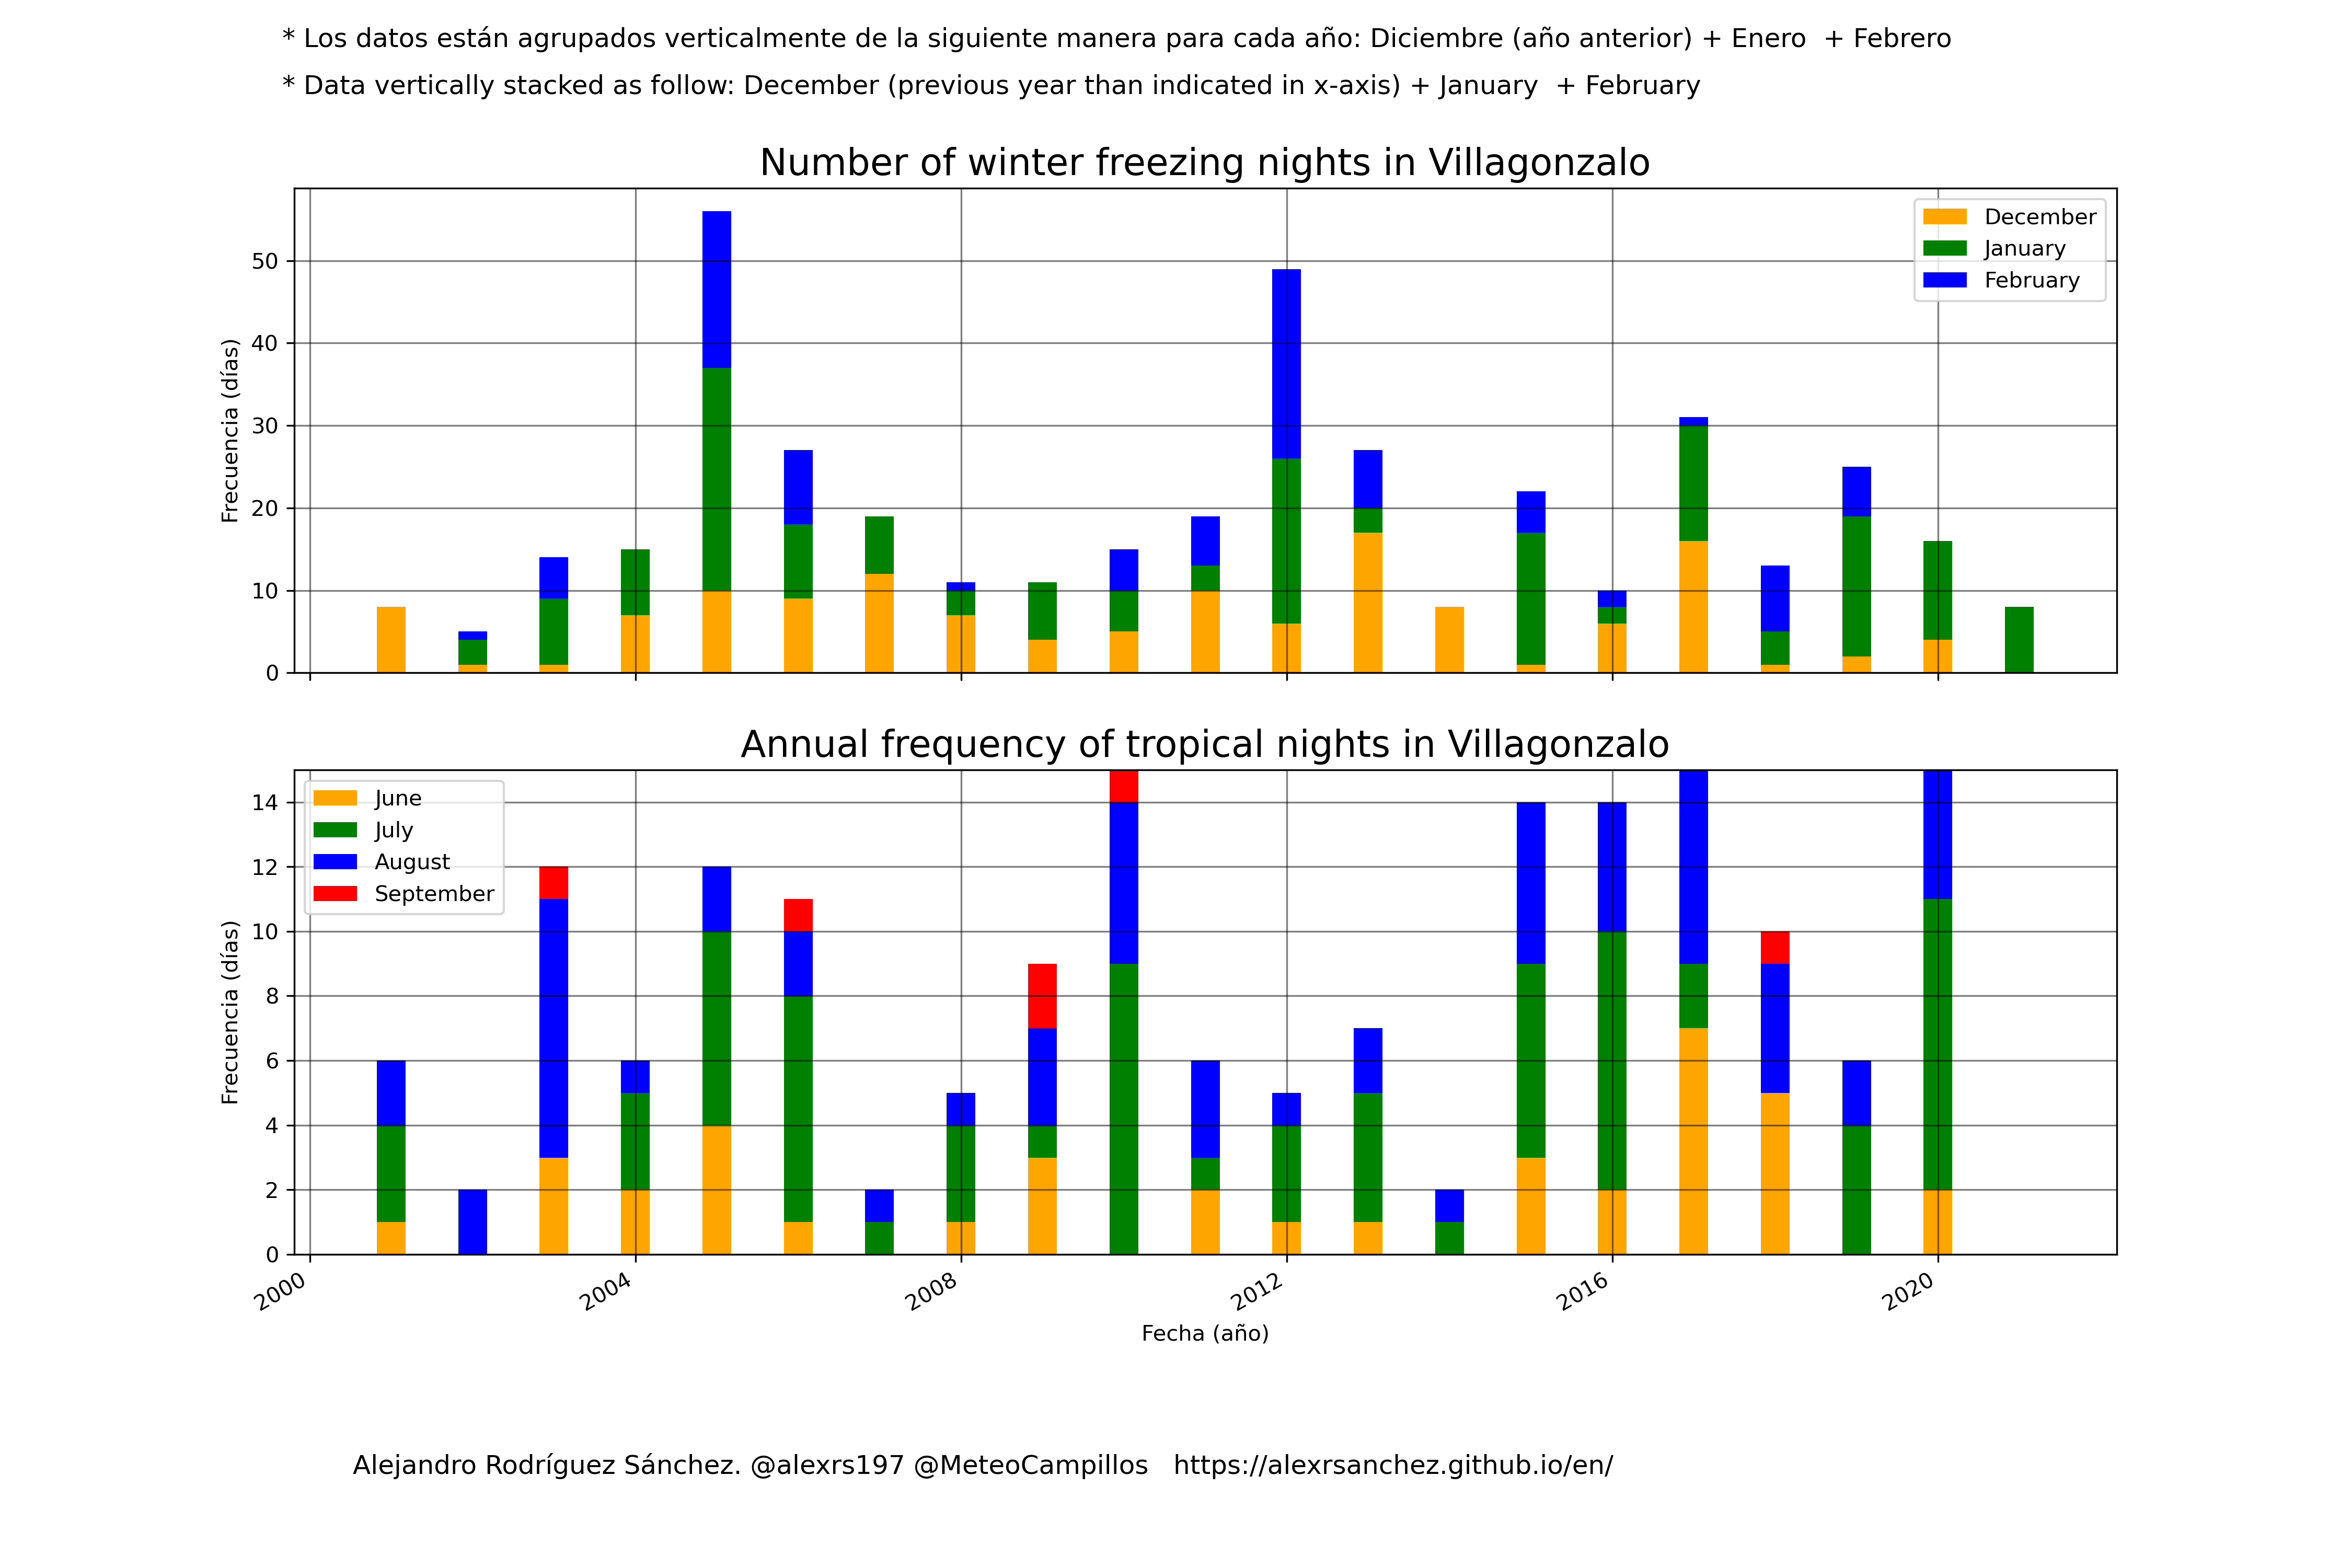 * Los datos están agrupados verticalmente de la siguiente manera para cada año: Diciembre (año anterior) + Enero  + Febrero
* Data vertically stacked as follow: December (previous year than indicated in x-axis) + January  + February
Number of winter freezing nights in Villagonzalo
December
January
February
Frecuencia (días)
50
40
30
20
10
0
Annual frequency of tropical nights in Villagonzalo
June
July
August
September
Frecuencia (días)
14
12
10
8
6
4
2
0
2000
2004
2008
2012
2016
2020
Fecha (año)
Alejandro Rodríguez Sánchez. @alexrs197 @MeteoCampillos   https://alexrsanchez.github.io/en/